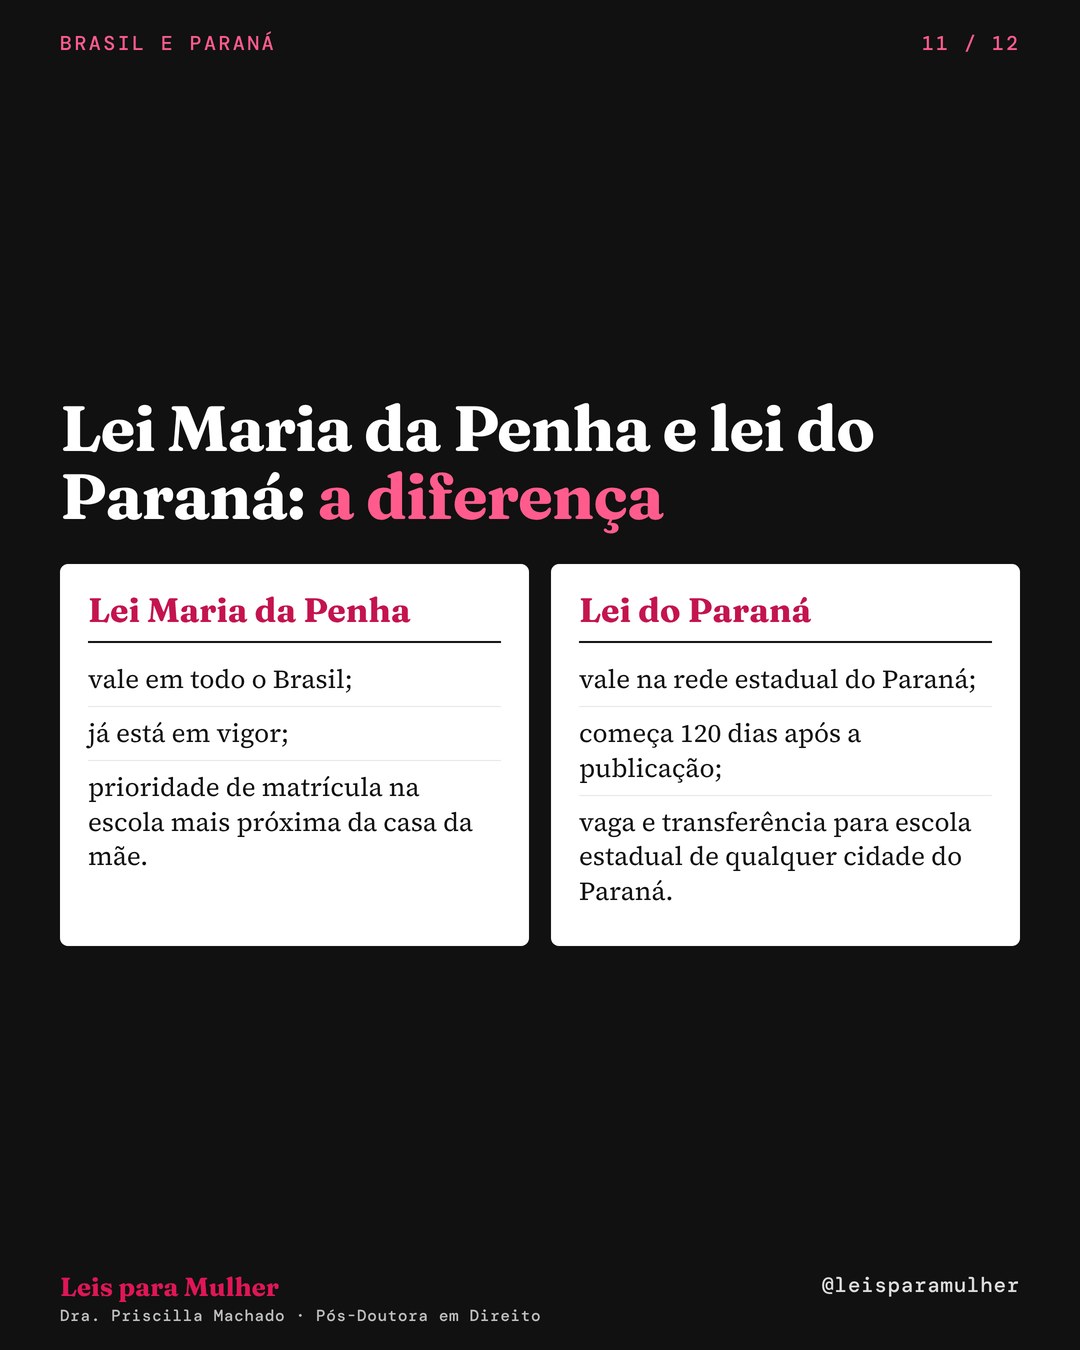 BRASIL E PARANÁ
11 / 12
Lei Maria da Penha e lei do
Paraná: a diferença
Lei Maria da Penha
vale em todo o Brasil;
já está em vigor;
prioridade de matrícula na
escola mais próxima da casa da
mãe.
Lei do Paraná
vale na rede estadual do Paraná;
começa 120 dias após a
publicação;
vaga e transferência para escola
estadual de qualquer cidade do
Paraná.
Leis para Mulher
Dra. Priscilla Machado · Pós-Doutora em Direito
@leisparamulher